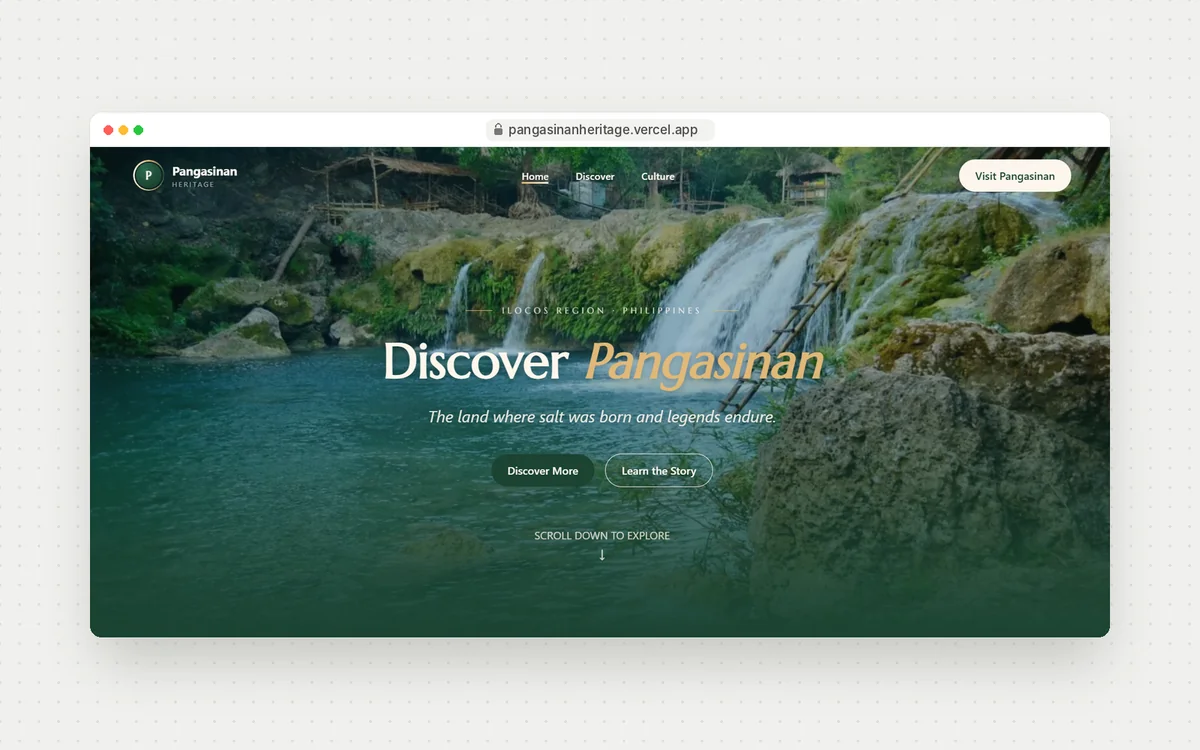 pangasinanheritage.vercel.app
P
Pangasinan
HERITAGE
Home
Discover
Culture
Visit Pangasinan
ILOCOS REGION · PHILIPPINES
Discover Pangasinan
The land where salt was born and legends endure.
Discover More
Learn the Story
SCROLL DOWN TO EXPLORE
↓